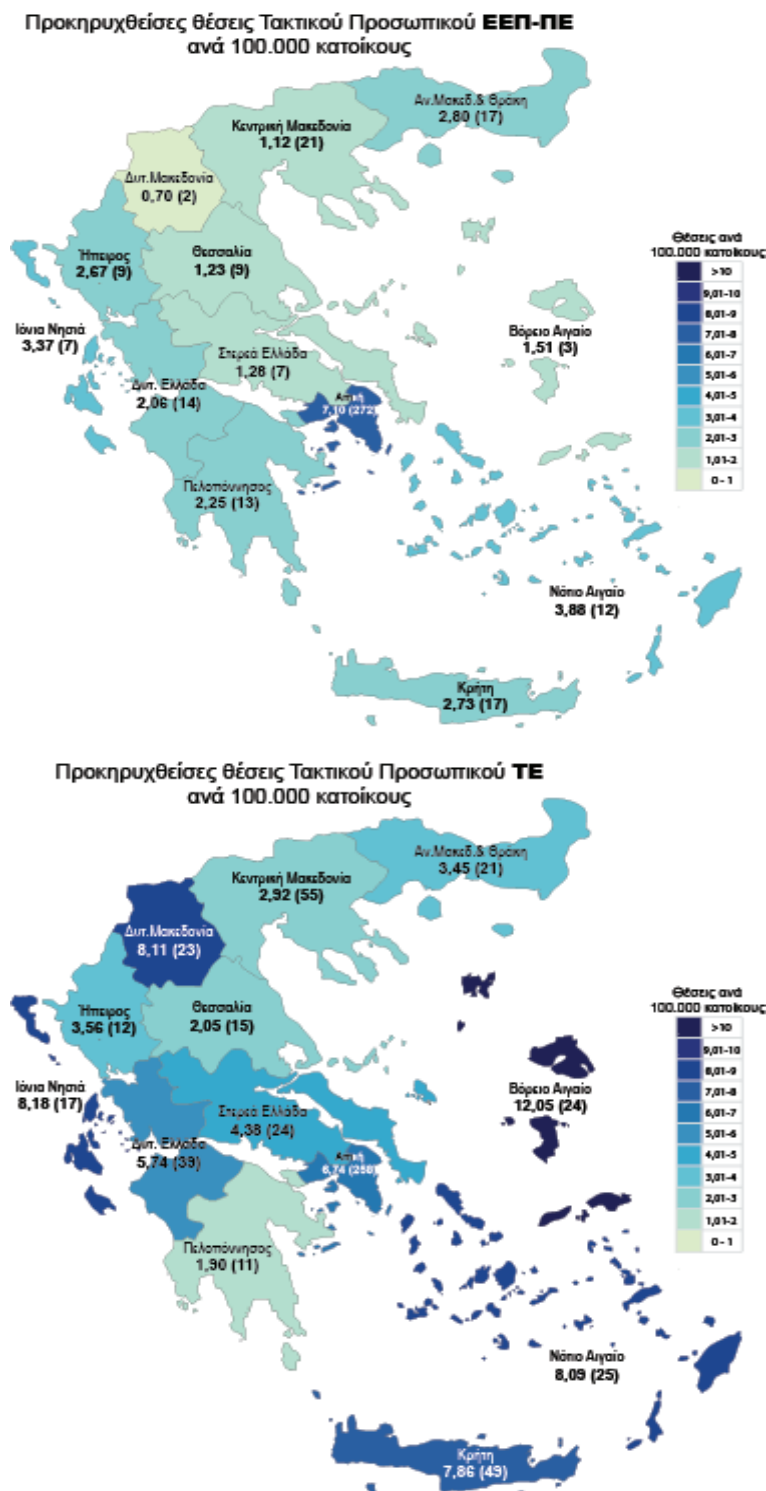 Προκηρυχθείσες θέσεις Τακτικού Προσωπικού ΕΕΠ-ΠΕ
ανά 100.000 κατοίκους
Αν.Μακεδ.& Θράκη
2,80 (17)
Κεντρική Μακεδονία
1,12 (21)
Δυτ.Μακεδονία
0,70 (2)
Ήπειρος
2,67 (9)
Θεσσαλία
1,23 (9)
Ιόνια Νησιά
3,37 (7)
Στερεά Ελλάδα
1,28 (7)
Βόρειο Αιγαίο
1,51 (3)
Δυτ. Ελλάδα
2,06 (14)
Αττική
7,10 (272)
Πελοπόννησος
2,25 (13)
Νότιο Αιγαίο
3,88 (12)
Κρήτη
2,73 (17)
Θέσεις ανά
100.000 κατοίκους
>10
9,01-10
8,01-9
7,01-8
6,01-7
5,01-6
4,01-5
3,01-4
2,01-3
1,01-2
0 - 1
Προκηρυχθείσες θέσεις Τακτικού Προσωπικού ΤΕ
ανά 100.000 κατοίκους
Αν.Μακεδ.& Θράκη
3,45 (21)
Κεντρική Μακεδονία
2,92 (55)
Δυτ.Μακεδονία
8,11 (23)
Ήπειρος
3,56 (12)
Θεσσαλία
2,05 (15)
Ιόνια Νησιά
8,18 (17)
Στερεά Ελλάδα
4,38 (24)
Βόρειο Αιγαίο
12,05 (24)
Δυτ. Ελλάδα
5,74 (39)
Αττική
6,74 (258)
Πελοπόννησος
1,90 (11)
Νότιο Αιγαίο
8,09 (25)
Κρήτη
7,86 (49)
Θέσεις ανά
100.000 κατοίκους
>10
9,01-10
8,01-9
7,01-8
6,01-7
5,01-6
4,01-5
3,01-4
2,01-3
1,01-2
0 - 1